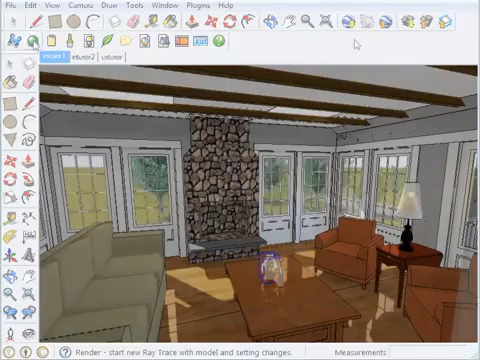 File Edit View Camera Draw Tools Window Plugins Help
interior1 interior2 exterior
Render - start new Ray Trace with model and setting changes. Measurements